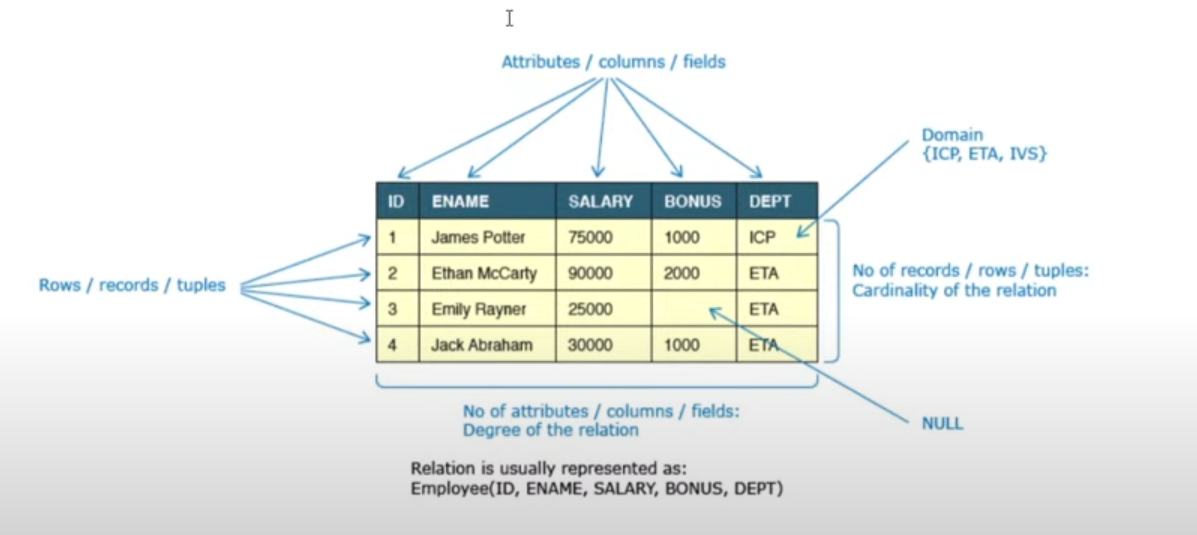 Attributes / columns / fields
Domain
{ICP, ETA, IVS}
ID ENAME SALARY BONUS DEPT
1 James Potter 75000 1000 ICP
2 Ethan McCarty 90000 2000 ETA
3 Emily Rayner 25000 ETA
4 Jack Abraham 30000 1000 ETA
Rows / records / tuples
No of records / rows / tuples:
Cardinality of the relation
No of attributes / columns / fields:
Degree of the relation
NULL
Relation is usually represented as:
Employee(ID, ENAME, SALARY, BONUS, DEPT)